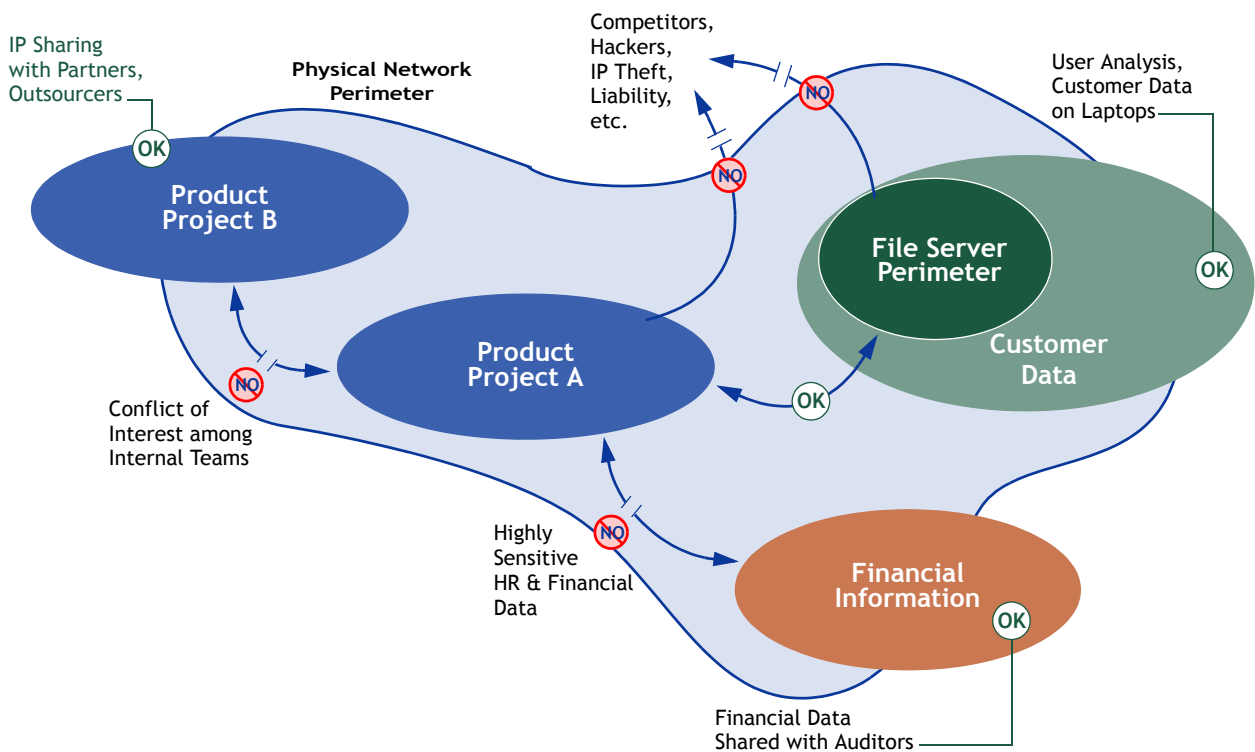 IP Sharing
with Partners,
Outsourcers
OK
Physical Network
Perimeter
Competitors,
Hackers,
IP Theft,
Liability,
etc.
NO
NO
User Analysis,
Customer Data
on Laptops
OK
Product
Project B
File Server
Perimeter
Customer
Data
Product
Project A
OK
NO
Conflict of
Interest among
Internal Teams
NO
Highly
Sensitive
HR & Financial
Data
Financial
Information
OK
Financial Data
Shared with Auditors